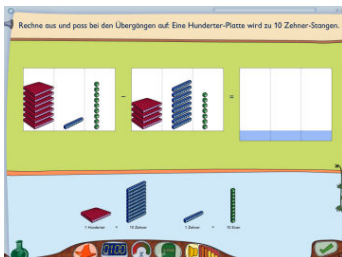 Rechne aus und pass bei den Übergängen auf: Eine Hunderter-Platte wird zu 10 Zehner-Stangen.
- =
1 Hunderter = 10 Zehner 1 Zehner = 10 Einer